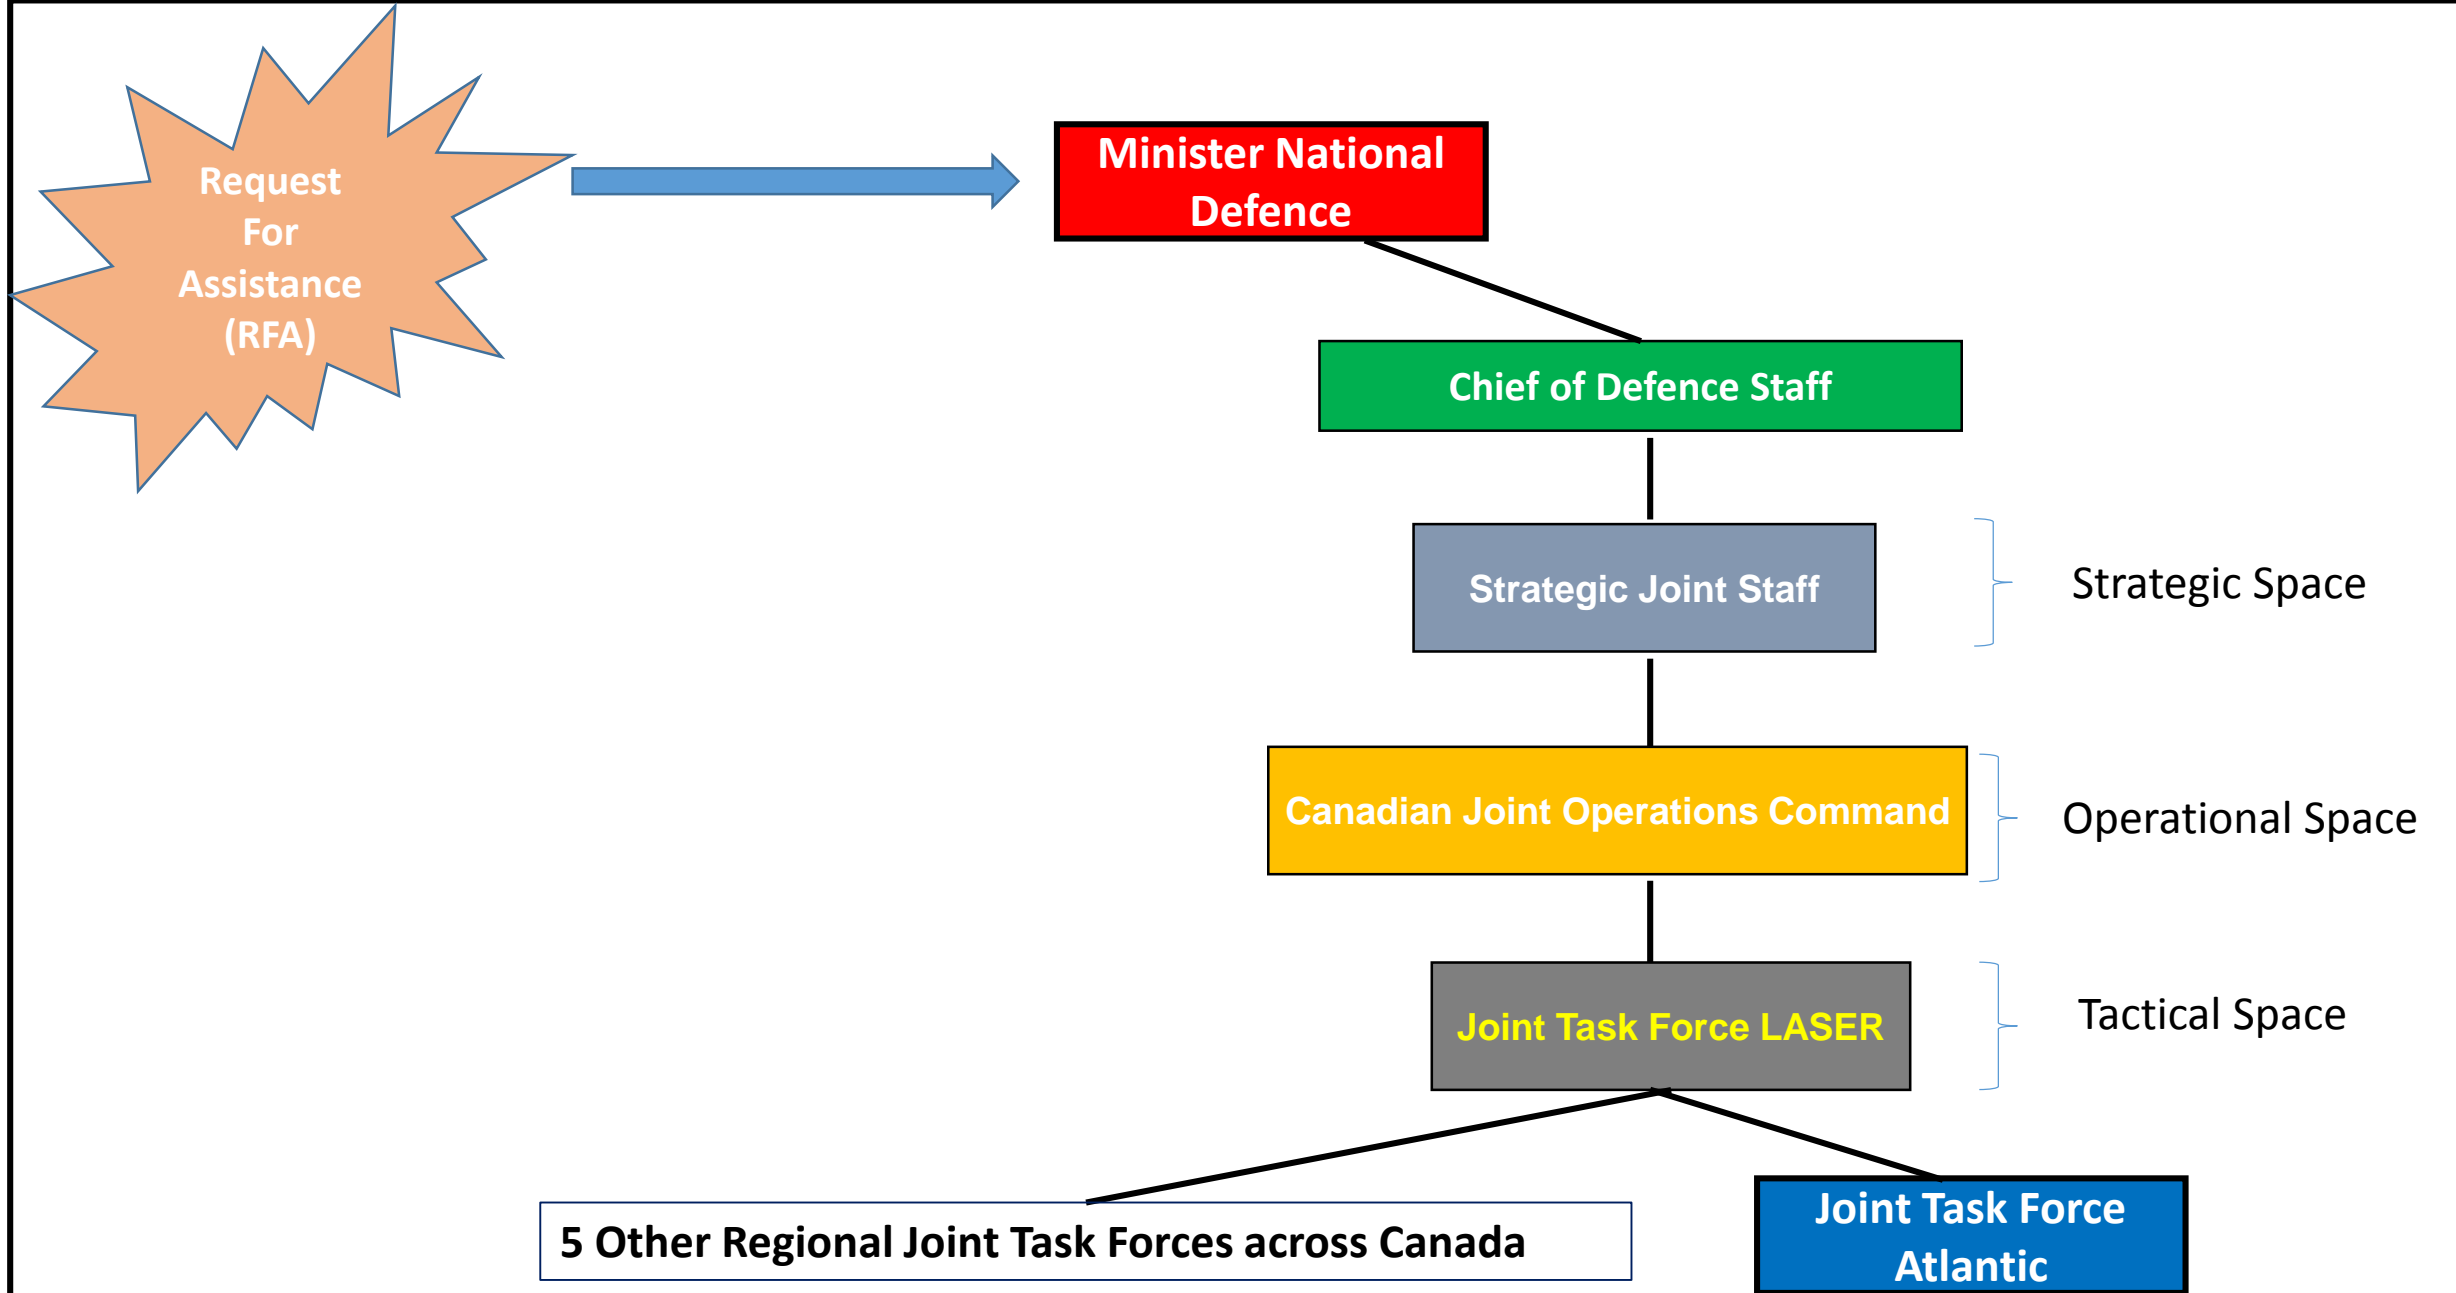 Request
For
Assistance
(RFA)
Minister National
Defence
Chief of Defence Staff
Strategic Joint Staff
Strategic Space
Canadian Joint Operations Command
Operational Space
Joint Task Force LASER
Tactical Space
5 Other Regional Joint Task Forces across Canada
Joint Task Force
Atlantic